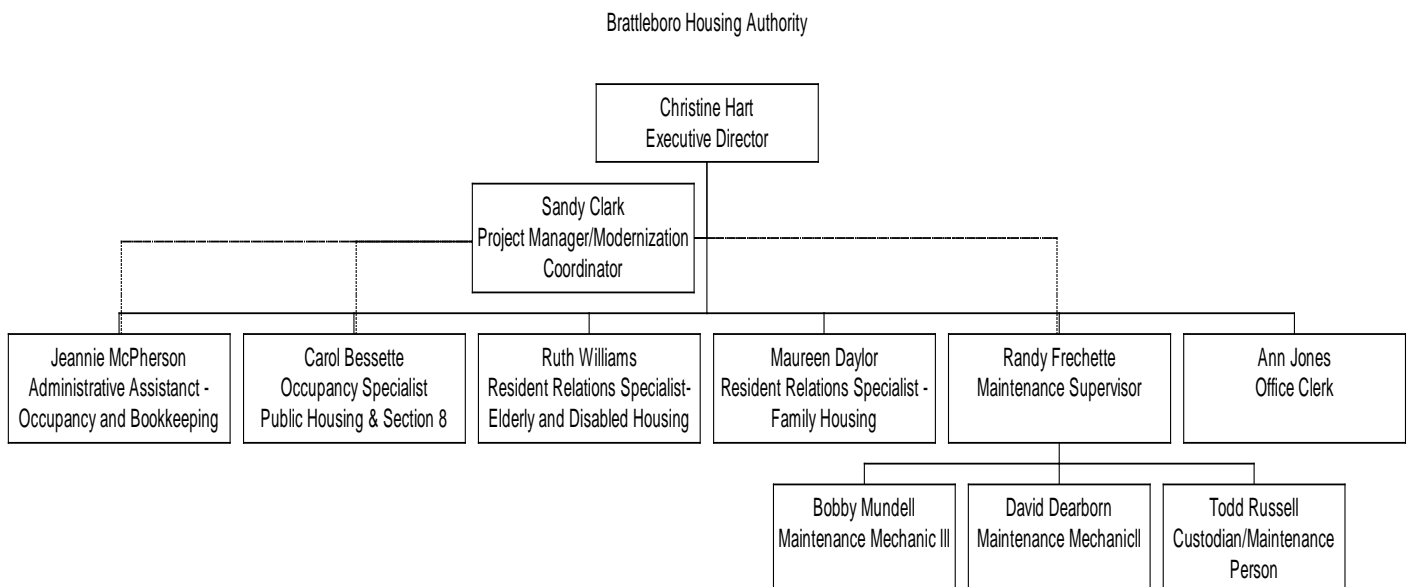 Brattleboro Housing Authority
Christine Hart
Executive Director
Sandy Clark
Project Manager/Modernization
Coordinator
Jeannie McPherson
Administrative Assistanct -
Occupancy and Bookkeeping
Carol Bessette
Occupancy Specialist
Public Housing & Section 8
Ruth Williams
Resident Relations Specialist-
Elderly and Disabled Housing
Maureen Daylor
Resident Relations Specialist -
Family Housing
Randy Frechette
Maintenance Supervisor
Ann Jones
Office Clerk
Bobby Mundell
Maintenance Mechanic III
David Dearborn
Maintenance MechanicII
Todd Russell
Custodian/Maintenance
Person